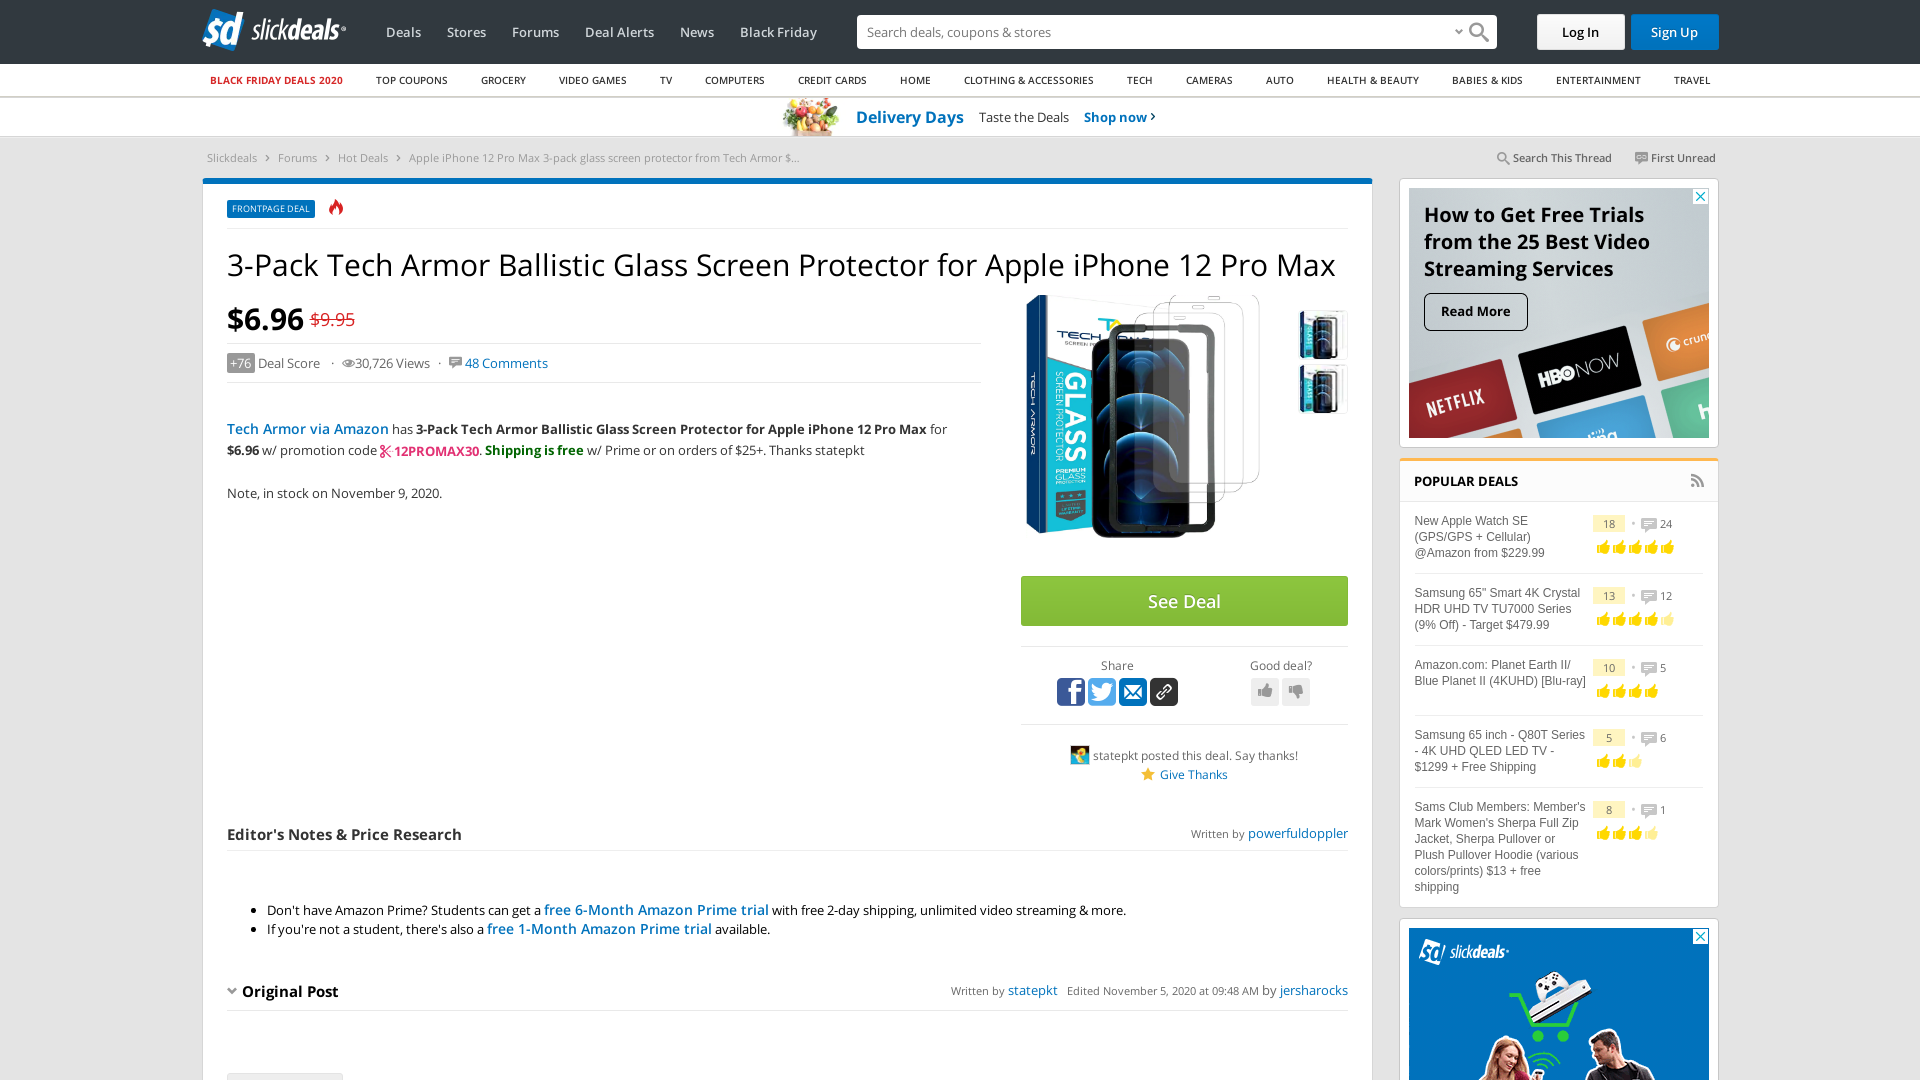 slickdeals
Deals
Stores
Forums
Deal Alerts
News
Black Friday
Search deals, coupons & shops
Log In
Sign Up
BLACK FRIDAY DEALS 2020
TOP COUPONS
GROCERY
VIDEO GAMES
TV
COMPUTERS
CREDIT CARDS
HOME
CLOTHING & ACCESSORIES
TECH
CAMERAS
AUTO
HEALTH & BEAUTY
BABIES & KIDS
ENTERTAINMENT
TRAVEL
Delivery Days Taste the Deals Shop now
Slickdeals > Forums > Hot Deals > Apple iPhone 12 Pro Max 3-pack glass screen protector from Tech Armor $...
Search This Thread
First Unread
FRONTPAGE DEAL
3-Pack Tech Armor Ballistic Glass Screen Protector for Apple iPhone 12 Pro Max
$6.96 $9.95
+76 Deal Score · 30,726 Views · 48 Comments
Tech Armor via Amazon has 3-Pack Tech Armor Ballistic Glass Screen Protector for Apple iPhone 12 Pro Max for
$6.96 w/ promotion code 12PROMAX30. Shipping is free w/ Prime or on orders of $25+. Thanks statepkt
Note, in stock on November 9, 2020.
TECH ARMOR
GLASS
SCREEN PROTECTOR
PREMIUM
GLASS
See Deal
Share
Good deal?
statepkt posted this deal. Say thanks!
Give Thanks
Editor's Notes & Price Research
Written by powerfuldoppler
Don't have Amazon Prime? Students can get a free 6-Month Amazon Prime trial with free 2-day shipping, unlimited video streaming & more.
If you're not a student, there's also a free 1-Month Amazon Prime trial available.
Original Post
Written by statepkt Edited November 5, 2020 at 09:48 AM by jersharocks
How to Get Free Trials
from the 25 Best Video
Streaming Services
Read More
crunc
HBO NOW
NETFLIX
POPULAR DEALS
New Apple Watch SE
(GPS/GPS + Cellular)
@Amazon from $229.99
18 • 24
Samsung 65" Smart 4K Crystal
HDR UHD TV TU7000 Series
(9% Off) - Target $479.99
13 • 12
Amazon.com: Planet Earth II/
Blue Planet II (4KUHD) [Blu-ray]
10 • 5
Samsung 65 inch - Q80T Series
- 4K UHD QLED LED TV -
$1299 + Free Shipping
5 • 6
Sams Club Members: Member's
Mark Women's Sherpa Full Zip
Jacket, Sherpa Pullover or
Plush Pullover Hoodie (various
colors/prints) $13 + free
shipping
8 • 1
slickdeals